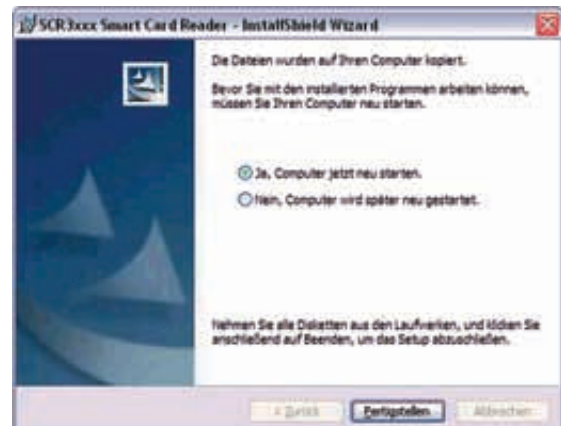 SCR3xxx Smart Card Reader - InstallShield Wizard
Die Dateien wurden auf Ihren Computer kopiert.
Bevor Sie mit den installierten Programmen arbeiten können,
müssen Sie Ihren Computer neu starten.
Ja, Computer jetzt neu starten.
Nein, Computer wird später neu gestartet.
Nehmen Sie alle Disketten aus den Laufwerken, und klicken Sie
anschließend auf Beenden, um das Setup abzuschließen.
< Zurück Fertigstellen Abbrechen